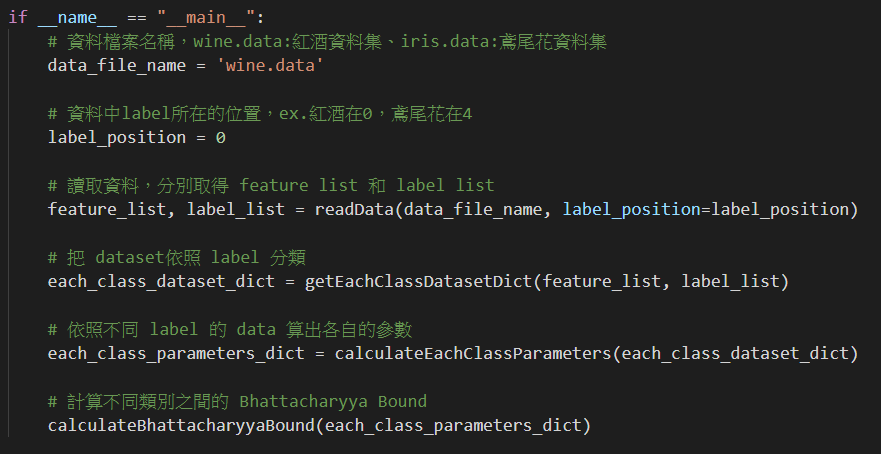 if __name__ == "__main__":
    # 資料檔案名稱，wine.data:紅酒資料集、iris.data:鳶尾花資料集
    data_file_name = 'wine.data'

    # 資料中label所在的位置，ex.紅酒在0，鳶尾花在4
    label_position = 0

    # 讀取資料，分別取得 feature list 和 label list
    feature_list, label_list = readData(data_file_name, label_position=label_position)

    # 把 dataset依照 label 分類
    each_class_dataset_dict = getEachClassDatasetDict(feature_list, label_list)

    # 依照不同 label 的 data 算出各自的參數
    each_class_parameters_dict = calculateEachClassParameters(each_class_dataset_dict)

    # 計算不同類別之間的 Bhattacharyya Bound
    calculateBhattacharyyaBound(each_class_parameters_dict)